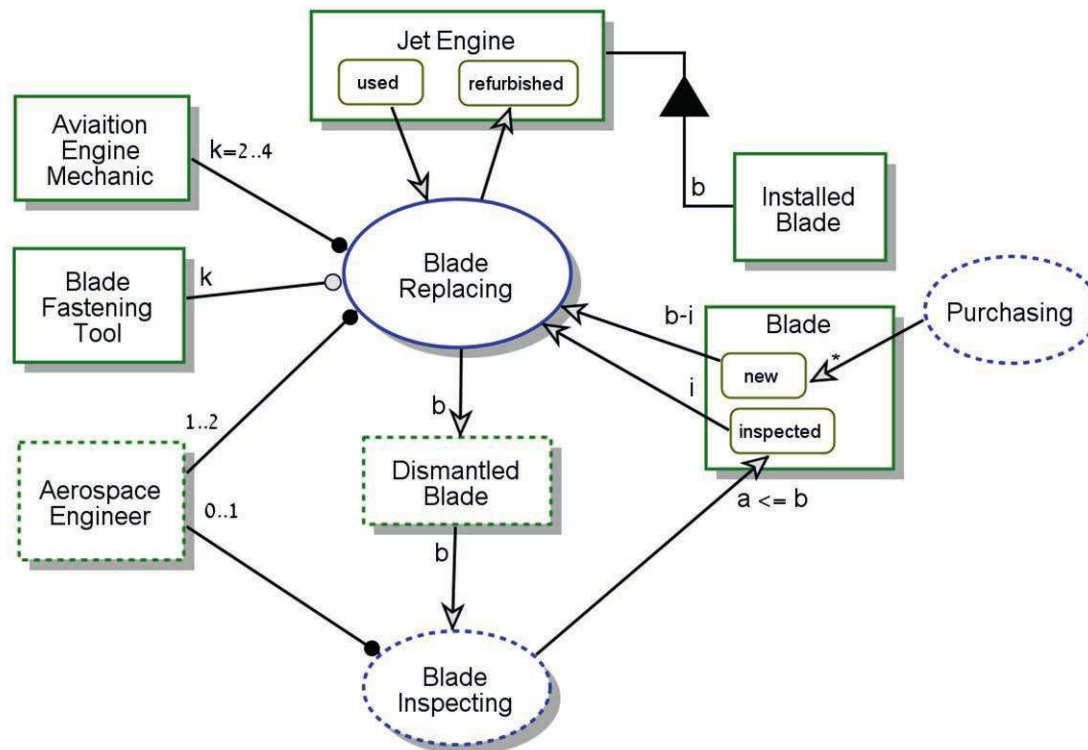 Jet Engine
used
refurbished
Aviaition
Engine
Mechanic
k=2..4
b
Installed
Blade
Blade
Fastening
Tool
k
Blade
Replacing
Purchasing
b-i
Blade
*
new
i
inspected
a <= b
1..2
b
Aerospace
Engineer
0..1
Dismantled
Blade
b
Blade
Inspecting